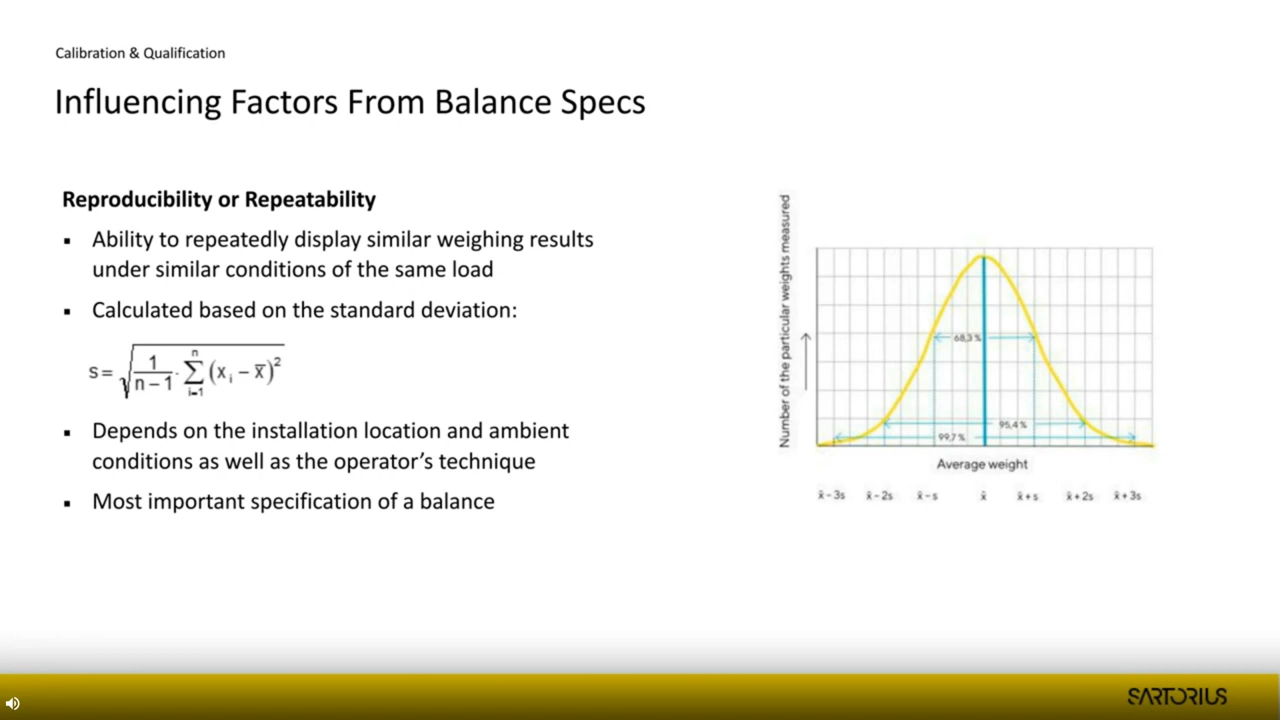 Calibration & Qualification
Influencing Factors From Balance Specs
Reproducibility or Repeatability
▪ Ability to repeatedly display similar weighing results
under similar conditions of the same load
▪ Calculated based on the standard deviation:
s = √(1/(n – 1) · Σ_{i=1}^{n} (x_i – x̄)²)
▪ Depends on the installation location and ambient
conditions as well as the operator's technique
▪ Most important specification of a balance
Number of the particular weights measured
68,3 %
95,4 %
99,7 %
Average weight
x̄ – 3s x̄ – 2s x̄ – s x̄ x̄ + s x̄ + 2s x̄ + 3s
SARTORIUS